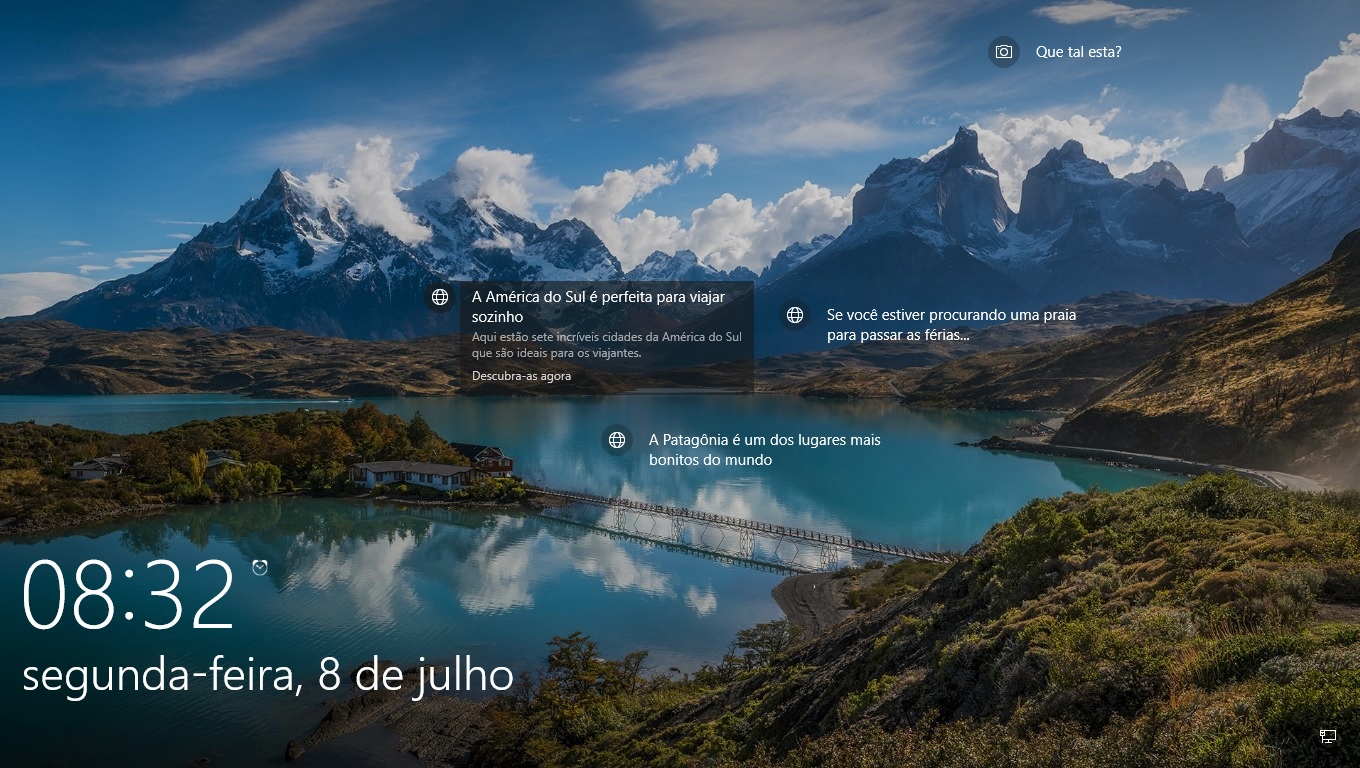 Que tal esta?
A América do Sul é perfeita para viajar
sozinho
Aqui estão sete incríveis cidades da América do Sul
que são ideais para os viajantes.
Descubra-as agora
Se você estiver procurando uma praia
para passar as férias...
A Patagônia é um dos lugares mais
bonitos do mundo
08:32
segunda-feira, 8 de julho